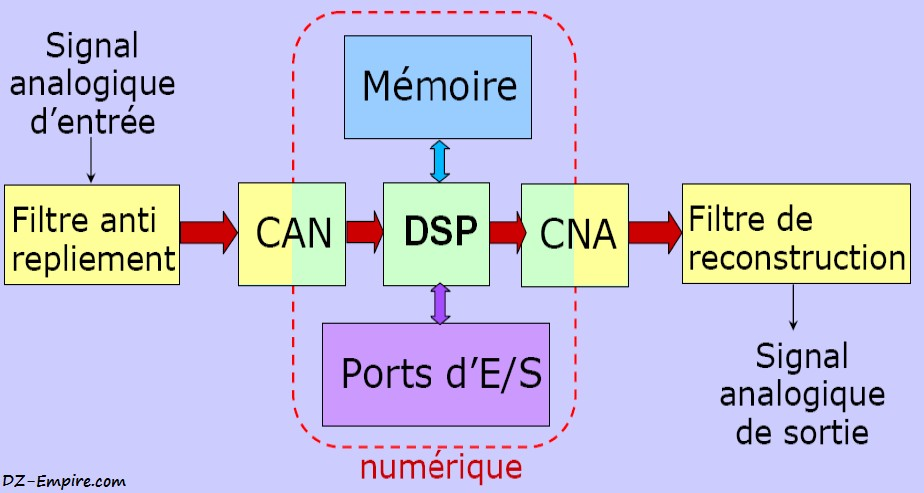 Signal
analogique
d'entrée
Mémoire
Filtre anti
repliement
CAN
DSP
CNA
Filtre de
reconstruction
Ports d'E/S
Signal
analogique
de sortie
numérique
DZ-Empire.com